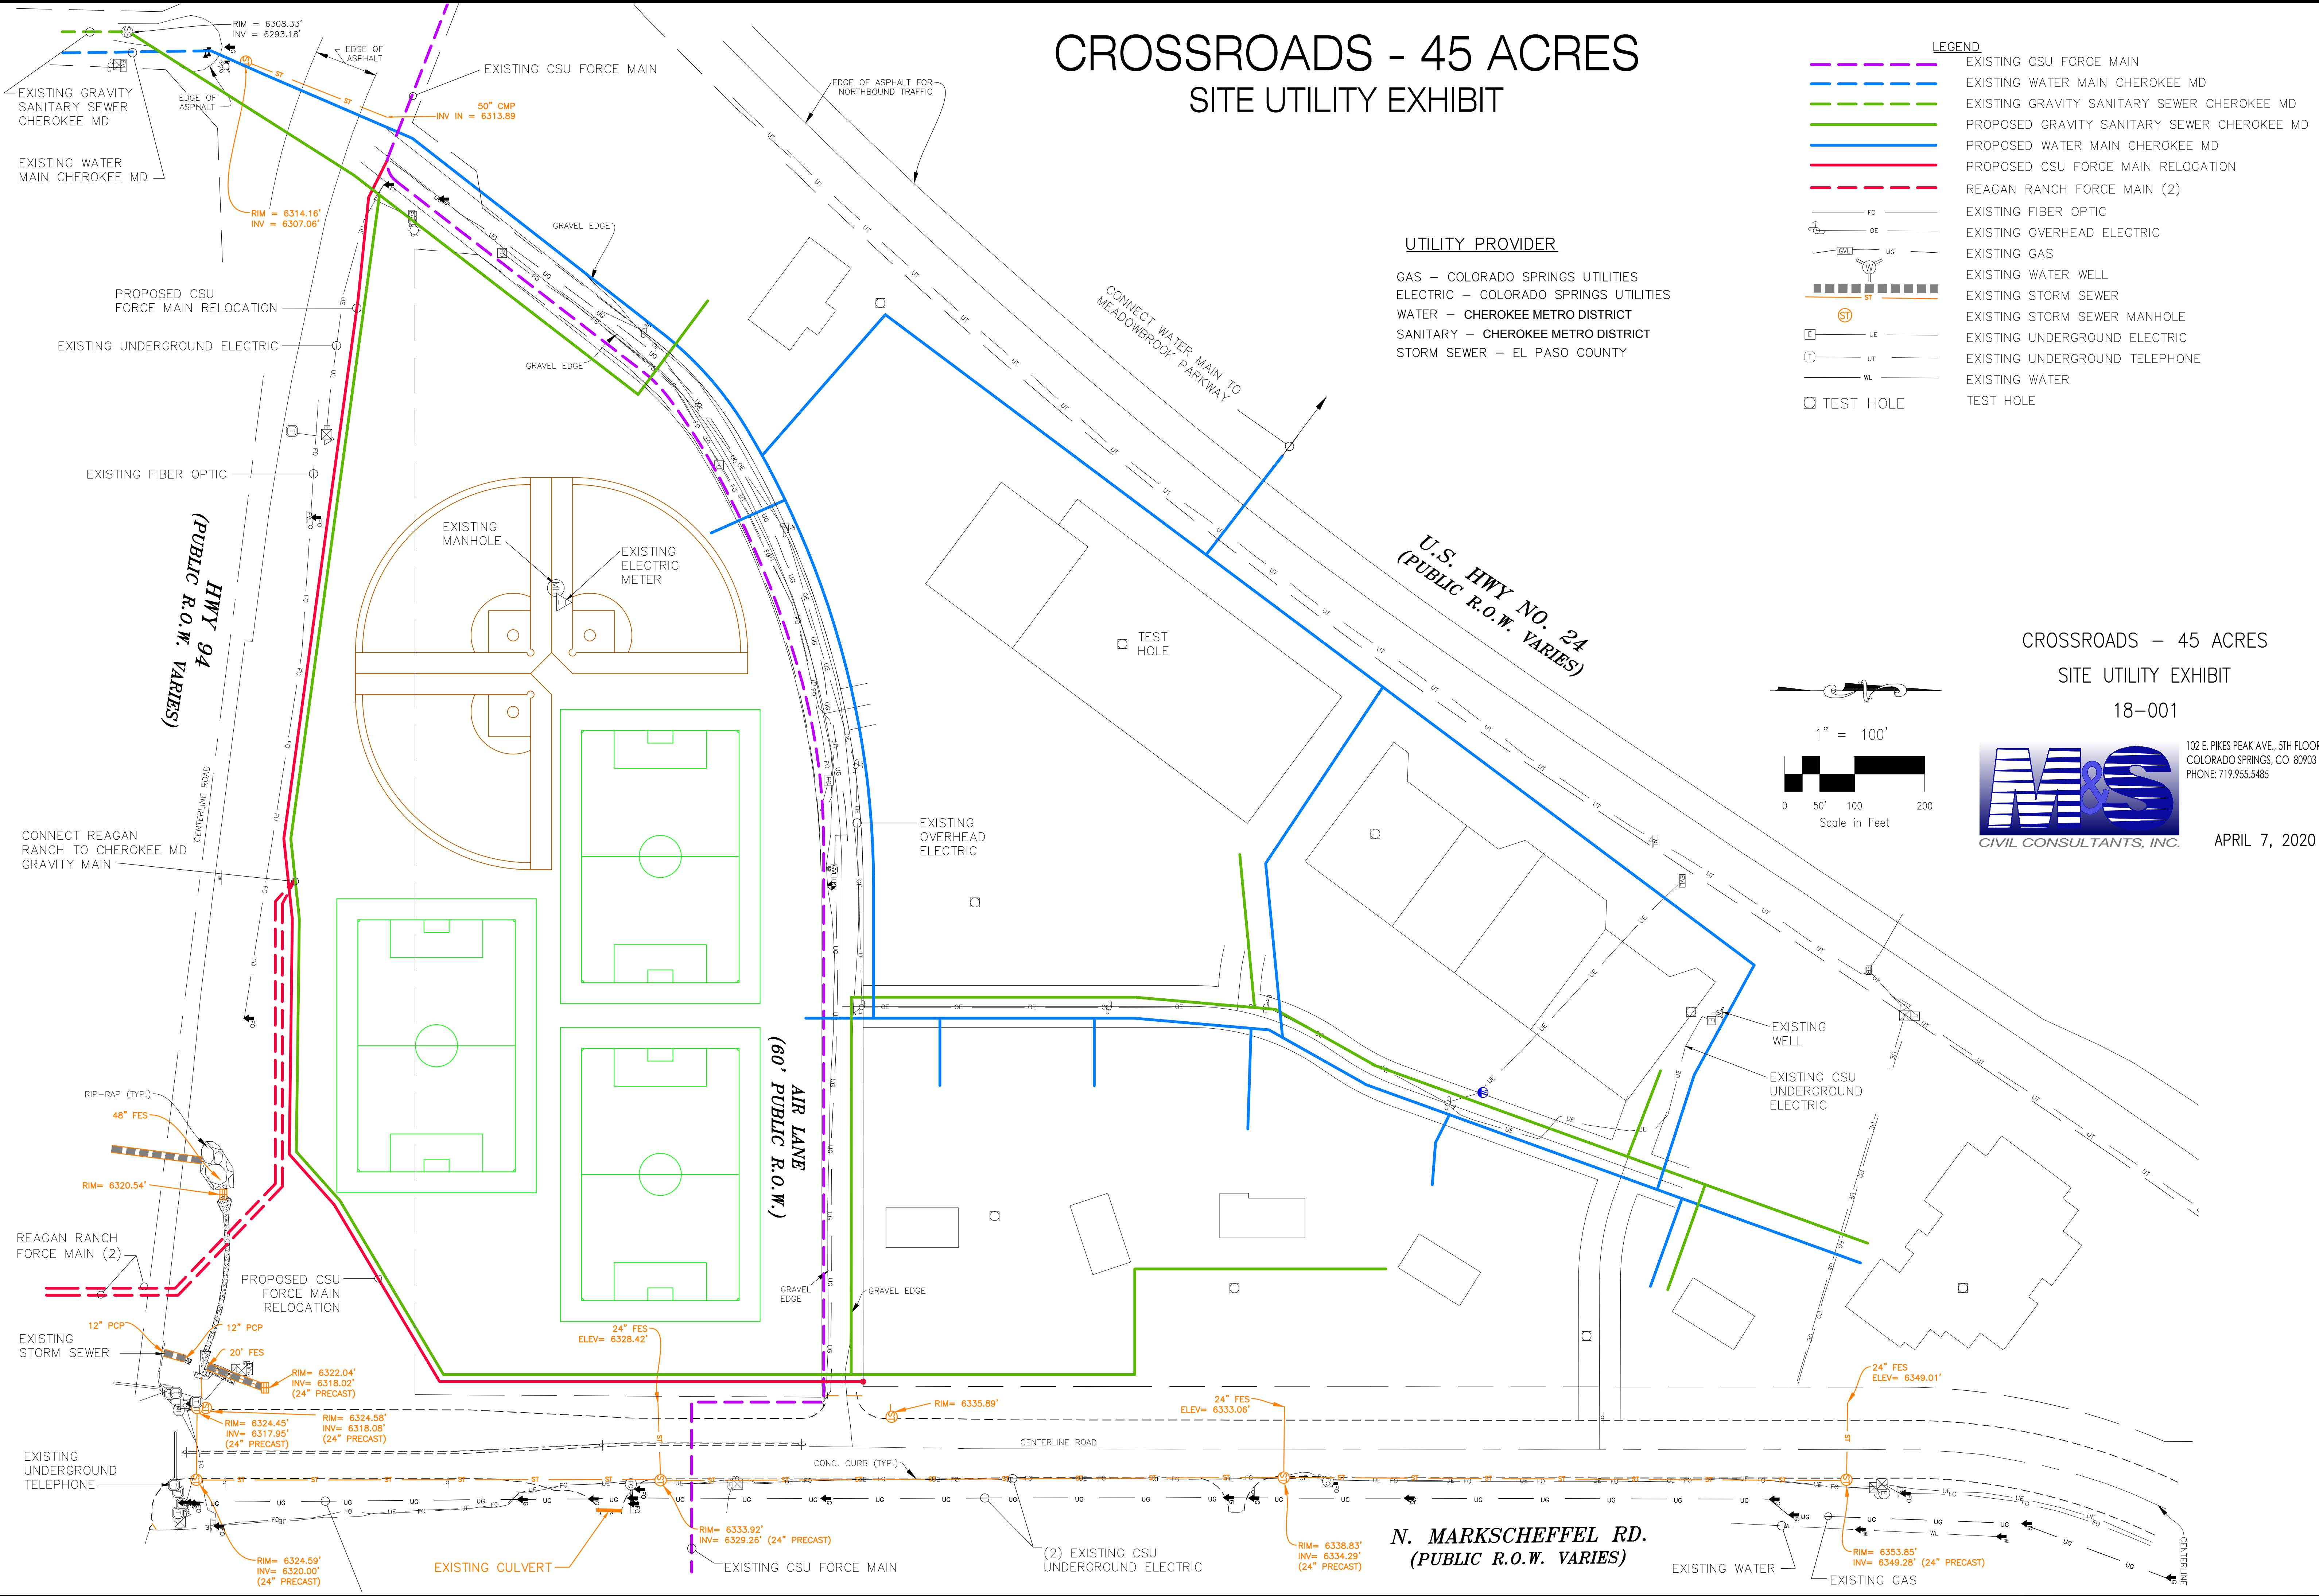 CROSSROADS - 45 ACRES
SITE UTILITY EXHIBIT
LEGEND
EXISTING CSU FORCE MAIN
EXISTING WATER MAIN CHEROKEE MD
EXISTING GRAVITY SANITARY SEWER CHEROKEE MD
PROPOSED GRAVITY SANITARY SEWER CHEROKEE MD
PROPOSED WATER MAIN CHEROKEE MD
PROPOSED CSU FORCE MAIN RELOCATION
REAGAN RANCH FORCE MAIN (2)
FO EXISTING FIBER OPTIC
OE EXISTING OVERHEAD ELECTRIC
GVL UG EXISTING GAS
W EXISTING WATER WELL
ST EXISTING STORM SEWER
ST EXISTING STORM SEWER MANHOLE
E UE EXISTING UNDERGROUND ELECTRIC
T UT EXISTING UNDERGROUND TELEPHONE
WL EXISTING WATER
TEST HOLE TEST HOLE
UTILITY PROVIDER
GAS – COLORADO SPRINGS UTILITIES
ELECTRIC – COLORADO SPRINGS UTILITIES
WATER – CHEROKEE METRO DISTRICT
SANITARY – CHEROKEE METRO DISTRICT
STORM SEWER – EL PASO COUNTY
RIM = 6308.33'
INV = 6293.18'
EDGE OF
ASPHALT
EXISTING CSU FORCE MAIN
EDGE OF ASPHALT FOR
NORTHBOUND TRAFFIC
EXISTING GRAVITY
SANITARY SEWER
CHEROKEE MD
EDGE OF
ASPHALT
50" CMP
INV IN = 6313.89
EXISTING WATER
MAIN CHEROKEE MD
RIM = 6314.16'
INV = 6307.06'
GRAVEL EDGE
PROPOSED CSU
FORCE MAIN RELOCATION
EXISTING UNDERGROUND ELECTRIC
GRAVEL EDGE
CONNECT WATER MAIN TO
MEADOWBROOK PARKWAY
EXISTING FIBER OPTIC
EXISTING
MANHOLE
EXISTING
ELECTRIC
METER
MH
E
HWY 94
(PUBLIC R.O.W. VARIES)
U.S. HWY NO. 24
(PUBLIC R.O.W. VARIES)
TEST
HOLE
CENTERLINE ROAD
CONNECT REAGAN
RANCH TO CHEROKEE MD
GRAVITY MAIN
EXISTING
OVERHEAD
ELECTRIC
CROSSROADS – 45 ACRES
SITE UTILITY EXHIBIT
18-001
1" = 100'
0 50' 100 200
Scale in Feet
M&S
CIVIL CONSULTANTS, INC.
102 E. PIKES PEAK AVE., 5TH FLOOR
COLORADO SPRINGS, CO 80903
PHONE: 719.955.5485
APRIL 7, 2020
EXISTING
WELL
EXISTING CSU
UNDERGROUND
ELECTRIC
AIR LANE
(60' PUBLIC R.O.W.)
RIP-RAP (TYP.)
48" FES
RIM= 6320.54'
REAGAN RANCH
FORCE MAIN (2)
PROPOSED CSU
FORCE MAIN
RELOCATION
GRAVEL
EDGE
GRAVEL EDGE
12" PCP
12" PCP
EXISTING
STORM SEWER
20' FES
RIM= 6322.04'
INV= 6318.02'
(24" PRECAST)
24" FES
ELEV= 6328.42'
RIM= 6324.45'
INV= 6317.95'
(24" PRECAST)
RIM= 6324.58'
INV= 6318.08'
(24" PRECAST)
RIM= 6335.89'
24" FES
ELEV= 6333.06'
24" FES
ELEV= 6349.01'
CENTERLINE ROAD
CONC. CURB (TYP.)
EXISTING
UNDERGROUND
TELEPHONE
RIM= 6324.59'
INV= 6320.00'
(24" PRECAST)
EXISTING CULVERT
RIM= 6333.92'
INV= 6329.26' (24" PRECAST)
EXISTING CSU FORCE MAIN
(2) EXISTING CSU
UNDERGROUND ELECTRIC
RIM= 6338.83'
INV= 6334.29'
(24" PRECAST)
N. MARKSCHEFFEL RD.
(PUBLIC R.O.W. VARIES)
EXISTING WATER
EXISTING GAS
RIM= 6353.85'
INV= 6349.28' (24" PRECAST)
CENTERLINE